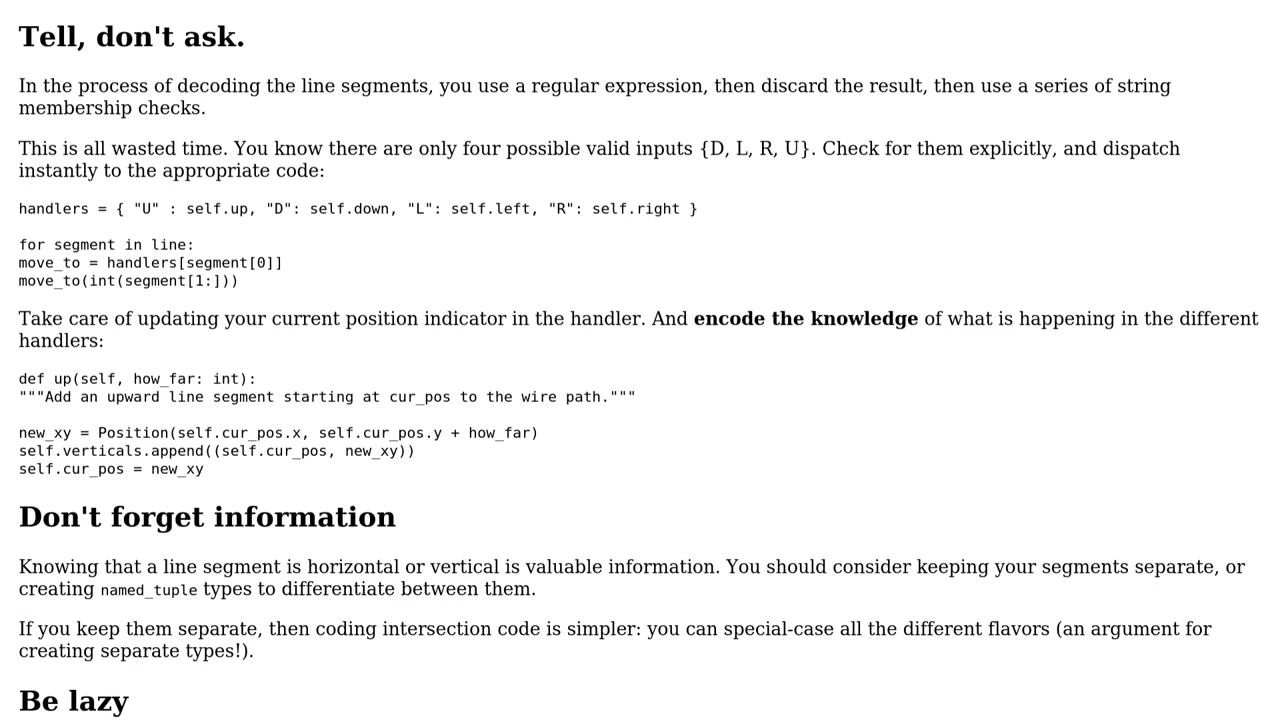 Tell, don't ask.
In the process of decoding the line segments, you use a regular expression, then discard the result, then use a series of string
membership checks.
This is all wasted time. You know there are only four possible valid inputs {D, L, R, U}. Check for them explicitly, and dispatch
instantly to the appropriate code:
handlers = { "U" : self.up, "D": self.down, "L": self.left, "R": self.right }
for segment in line:
move_to = handlers[segment[0]]
move_to(int(segment[1:]))
Take care of updating your current position indicator in the handler. And encode the knowledge of what is happening in the different
handlers:
def up(self, how_far: int):
"""Add an upward line segment starting at cur_pos to the wire path."""
new_xy = Position(self.cur_pos.x, self.cur_pos.y + how_far)
self.verticals.append((self.cur_pos, new_xy))
self.cur_pos = new_xy
Don't forget information
Knowing that a line segment is horizontal or vertical is valuable information. You should consider keeping your segments separate, or
creating named_tuple types to differentiate between them.
If you keep them separate, then coding intersection code is simpler: you can special-case all the different flavors (an argument for
creating separate types!).
Be lazy